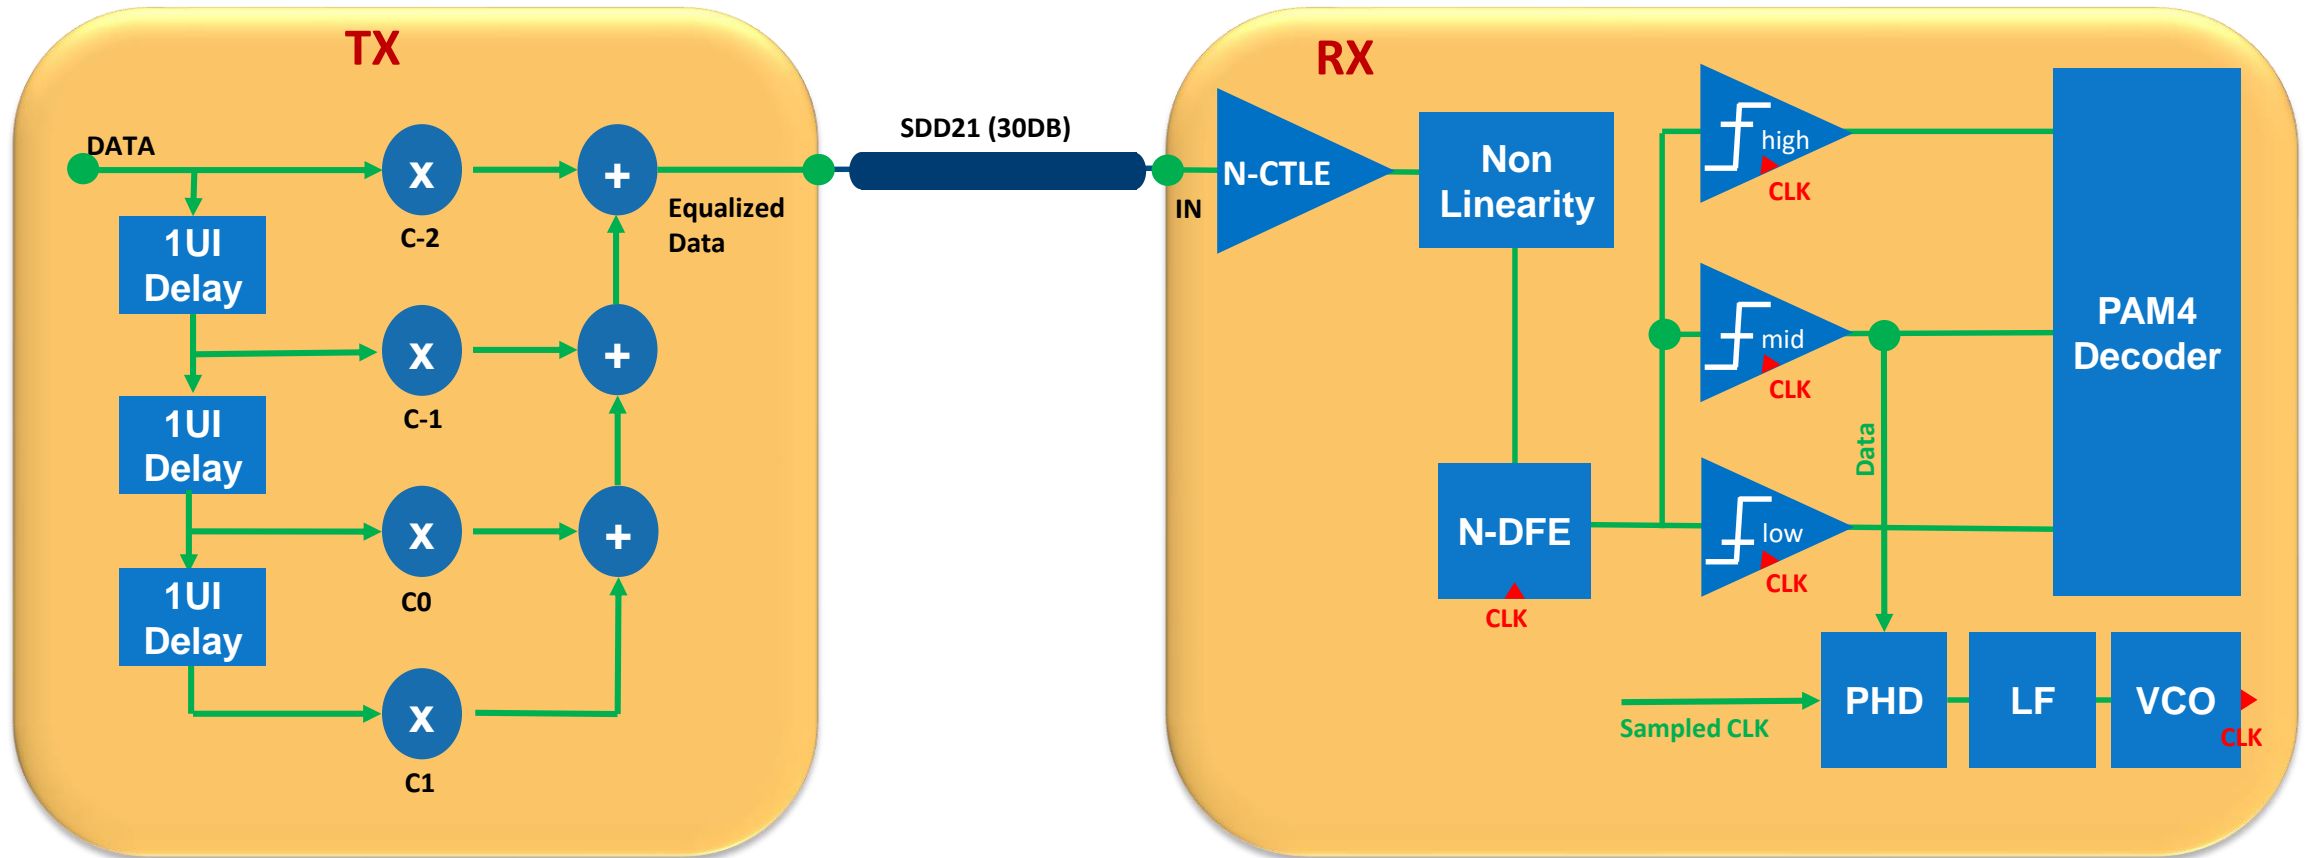 TX
DATA
x
+
C-2
Equalized
Data
1UI
Delay
x
+
C-1
1UI
Delay
x
+
C0
1UI
Delay
x
C1
SDD21 (30DB)
RX
IN
N-CTLE
Non
Linearity
N-DFE
CLK
high
CLK
mid
CLK
low
CLK
Data
PAM4
Decoder
Sampled CLK
PHD
LF
VCO
CLK